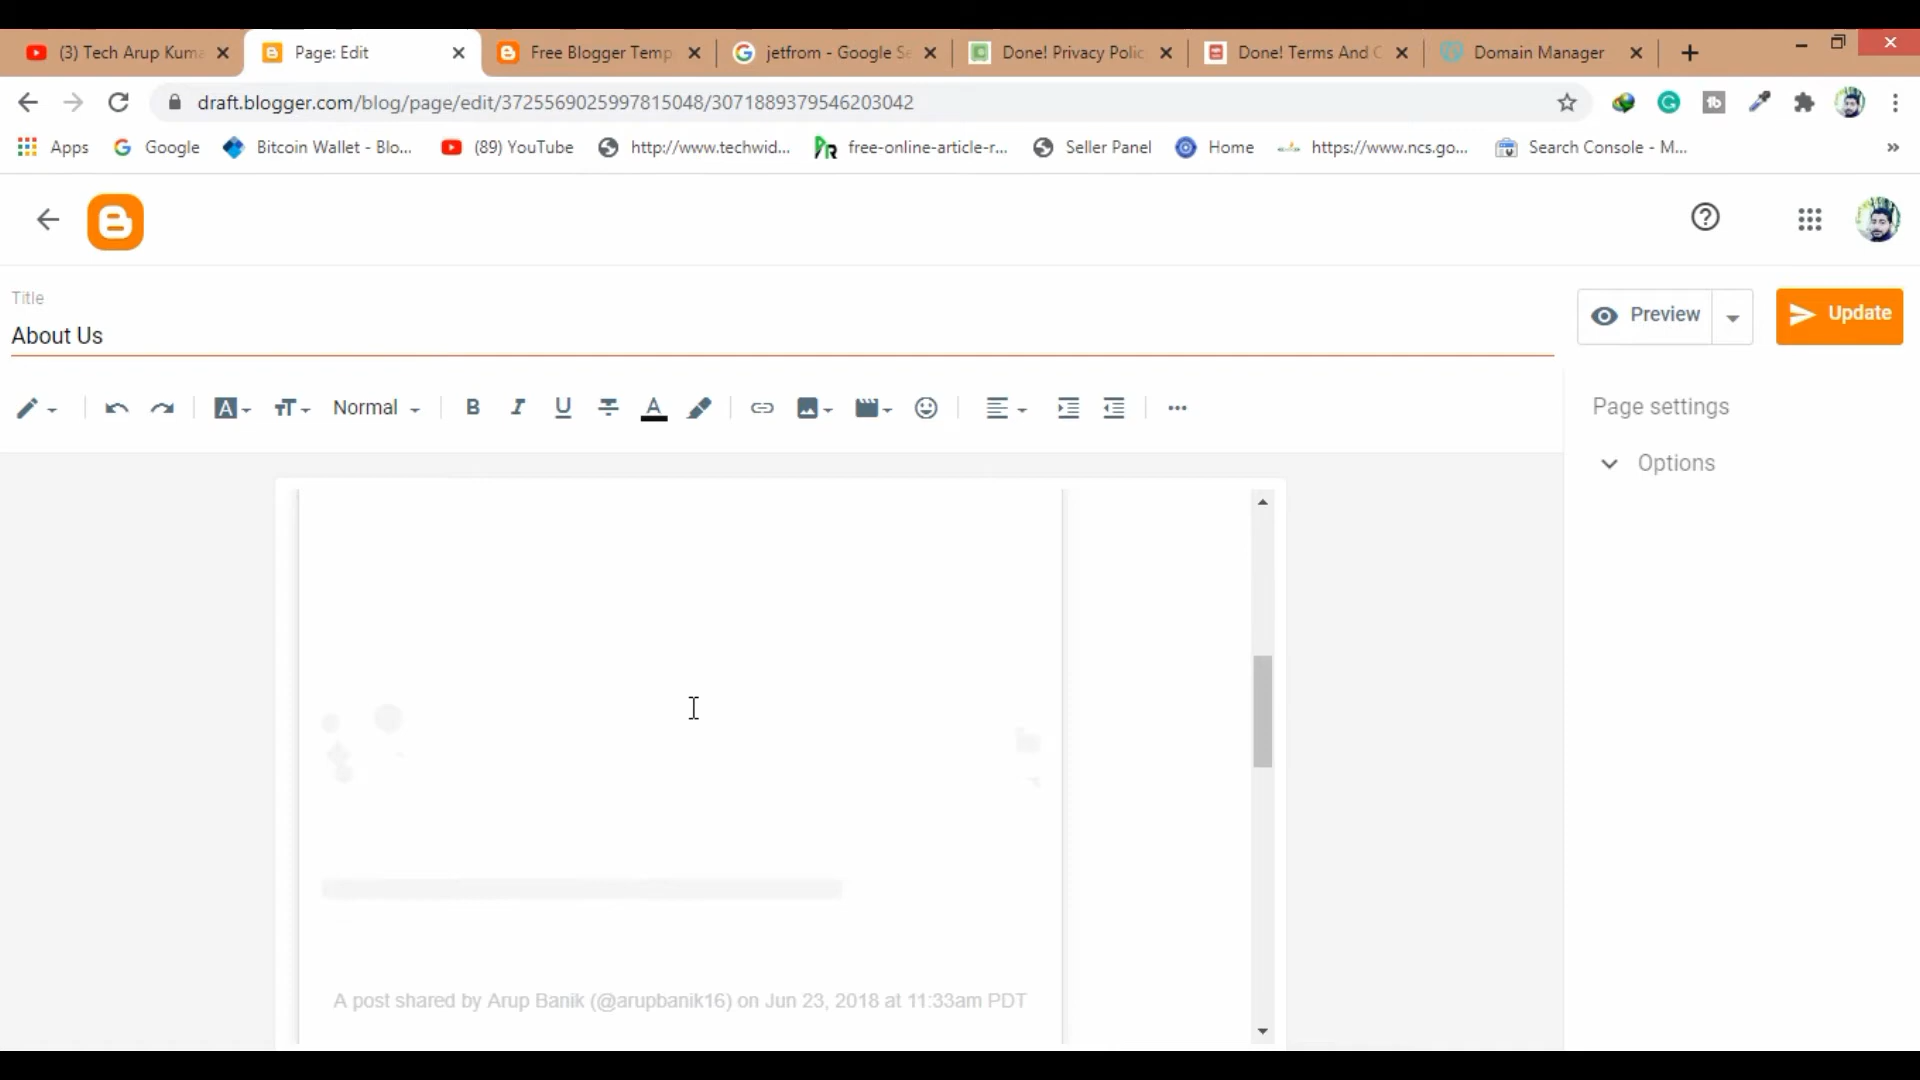 (3) Tech Arup Kuma
Page: Edit
Free Blogger Temp
jetfrom - Google Se
Done! Privacy Polic
Done! Terms And C
Domain Manager
draft.blogger.com/blog/page/edit/3725569025997815048/3071889379546203042
Apps
Google
Bitcoin Wallet - Blo...
(89) YouTube
http://www.techwid...
free-online-article-r...
Seller Panel
Home
https://www.ncs.go...
Search Console - M...
»
Title
About Us
Preview
Update
Normal
B I U A
Page settings
Options
A post shared by Arup Banik (@arupbanik16) on Jun 23, 2018 at 11:33am PDT